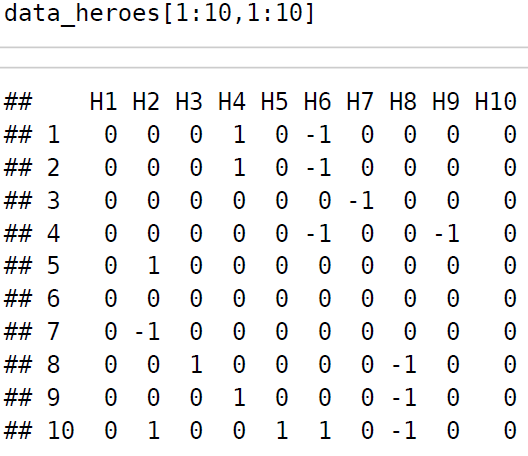 data_heroes[1:10,1:10]
##    H1 H2 H3 H4 H5 H6 H7 H8 H9 H10
## 1   0  0  0  1  0 -1  0  0  0   0
## 2   0  0  0  1  0 -1  0  0  0   0
## 3   0  0  0  0  0  0 -1  0  0   0
## 4   0  0  0  0  0 -1  0  0 -1   0
## 5   0  1  0  0  0  0  0  0  0   0
## 6   0  0  0  0  0  0  0  0  0   0
## 7   0 -1  0  0  0  0  0  0  0   0
## 8   0  0  1  0  0  0  0 -1  0   0
## 9   0  0  0  1  0  0  0 -1  0   0
## 10  0  1  0  0  1  1  0 -1  0   0